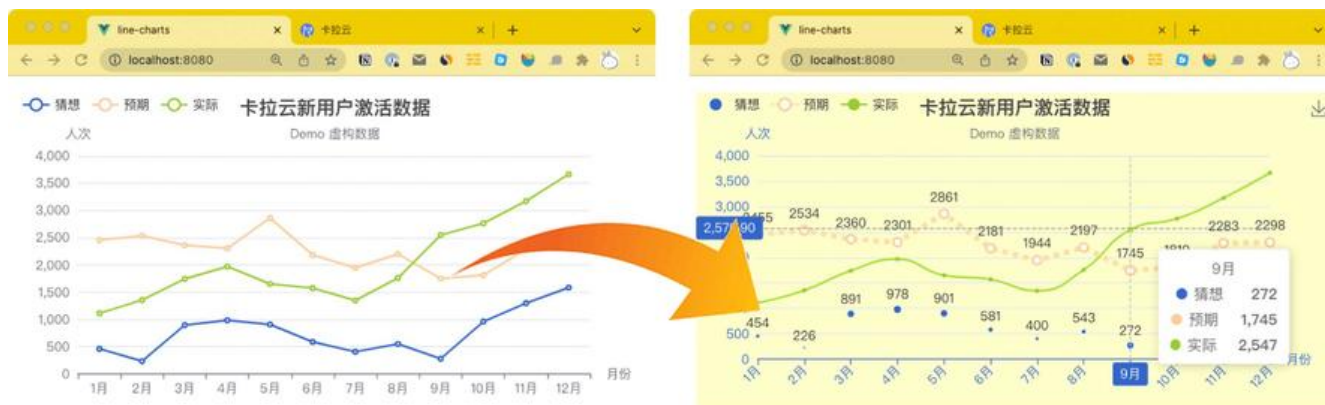 line-charts
卡拉云
localhost:8080
猜想 预期 实际
卡拉云新用户激活数据
人次
Demo 虚构数据
4,000
3,500
3,000
2,500
2,000
1,500
1,000
500
0
1月 2月 3月 4月 5月 6月 7月 8月 9月 10月 11月 12月
月份
line-charts
卡拉云
localhost:8080
猜想 预期 实际
卡拉云新用户激活数据
人次
Demo 虚构数据
4,000
3,500
3,000
2534 2360 2301 2861 2181 1944 2197 1745 2283 2298
454 226 891 978 901 581 400 543 272
500
0
1月 2月 3月 4月 5月 6月 7月 8月 9月 10月 11月 12月
月份
9月
猜想 272
预期 1,745
实际 2,547